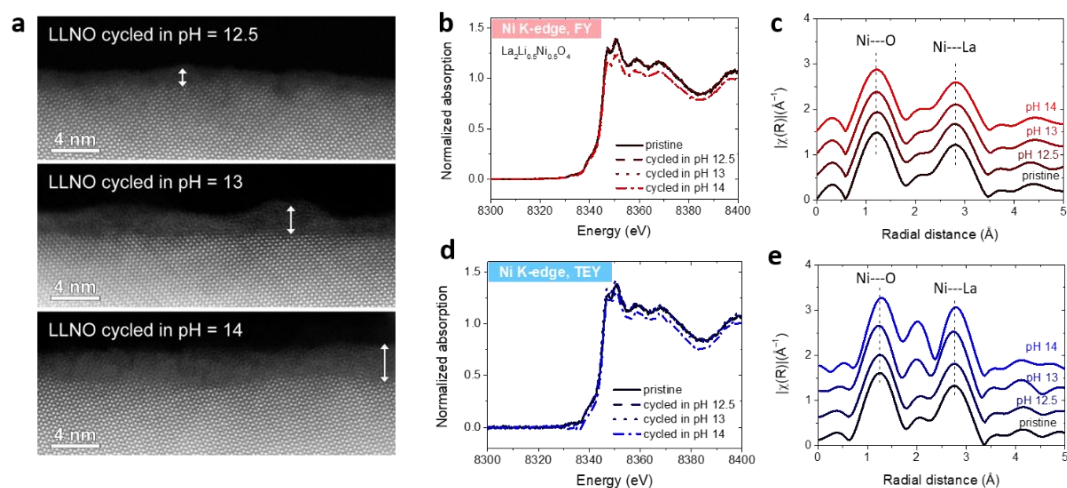 a
LLNO cycled in pH = 12.5
4 nm
LLNO cycled in pH = 13
4 nm
LLNO cycled in pH = 14
4 nm
b
Ni K-edge, FY
La₂Li₀.₅Ni₀.₅O₄
Normalized absorption
1.5
1.0
0.5
0.0
pristine
cycled in pH 12.5
cycled in pH 13
cycled in pH 14
8300 8320 8340 8360 8380 8400
Energy (eV)
c
Ni---O
Ni---La
|χ(R)|(Å⁻¹)
4
3
2
1
0
pH 14
pH 13
pH 12.5
pristine
0 1 2 3 4 5
Radial distance (Å)
d
Ni K-edge, TEY
Normalized absorption
1.5
1.0
0.5
0.0
pristine
cycled in pH 12.5
cycled in pH 13
cycled in pH 14
8300 8320 8340 8360 8380 8400
Energy (eV)
e
Ni---O
Ni---La
|χ(R)|(Å⁻¹)
4
3
2
1
0
pH 14
pH 13
pH 12.5
pristine
0 1 2 3 4 5
Radial distance (Å)